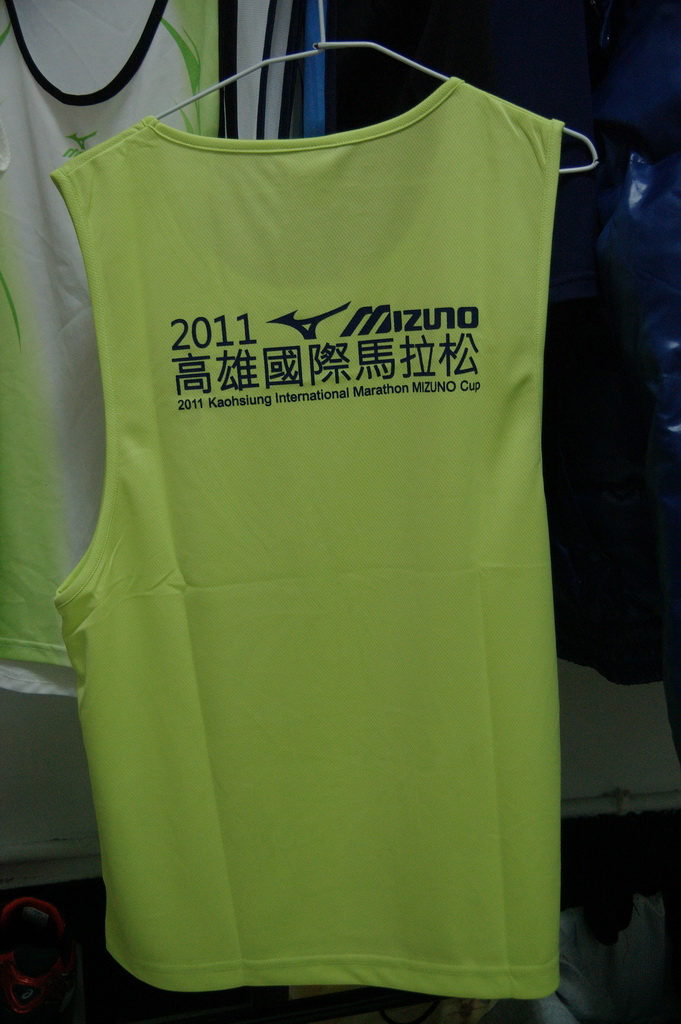 2011 MIZUNO
高雄國際馬拉松
2011 Kaohsiung International Marathon MIZUNO Cup